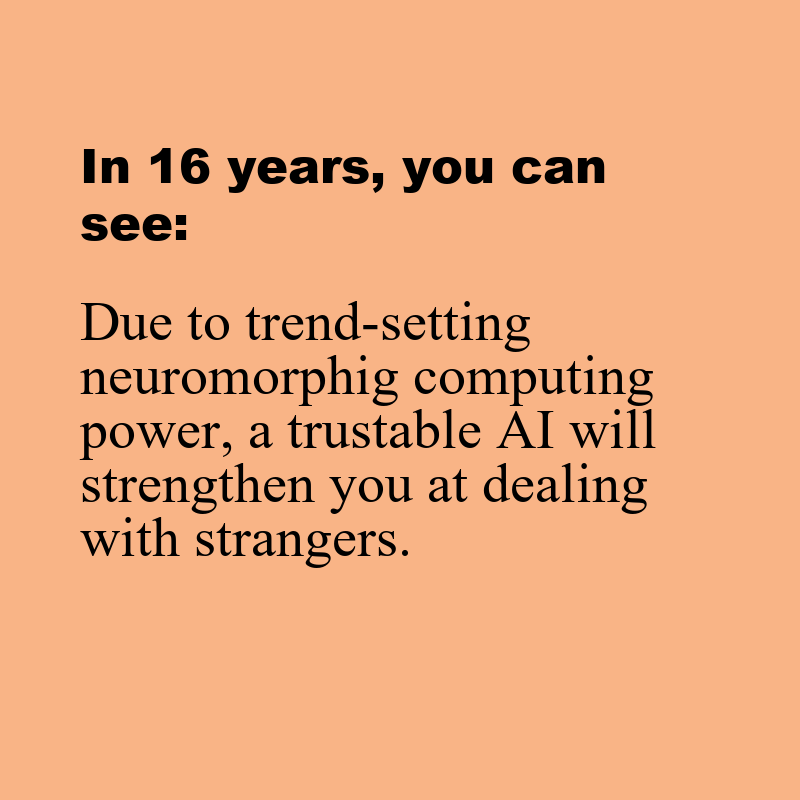 In 16 years, you can
see:
Due to trend-setting
neuromorphig computing
power, a trustable AI will
strengthen you at dealing
with strangers.